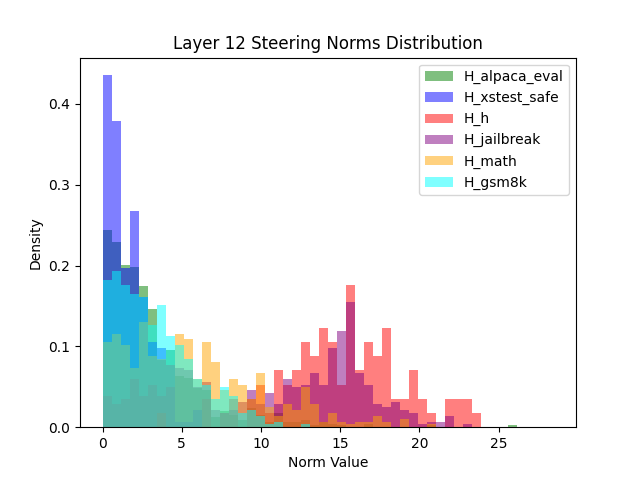 Layer 12 Steering Norms Distribution
H_alpaca_eval
H_xstest_safe
H_h
H_jailbreak
H_math
H_gsm8k
Density
0.4
0.3
0.2
0.1
0.0
0
5
10
15
20
25
Norm Value